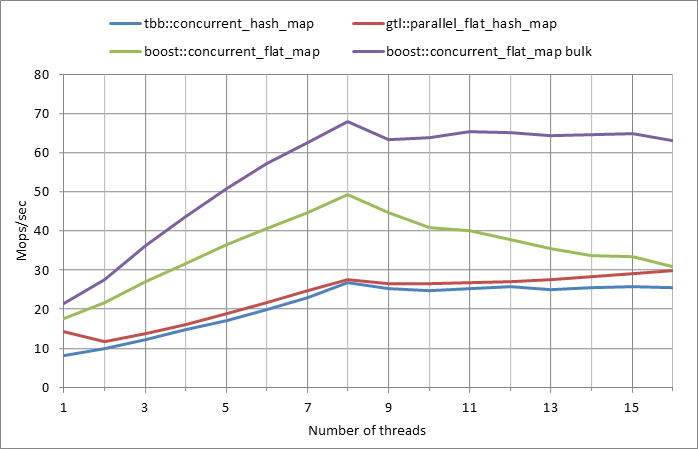 tbb::concurrent_hash_map gtl::parallel_flat_hash_map
boost::concurrent_flat_map boost::concurrent_flat_map bulk
80
70
60
50
40
30
20
10
0
Mops/sec
1 3 5 7 9 11 13 15
Number of threads